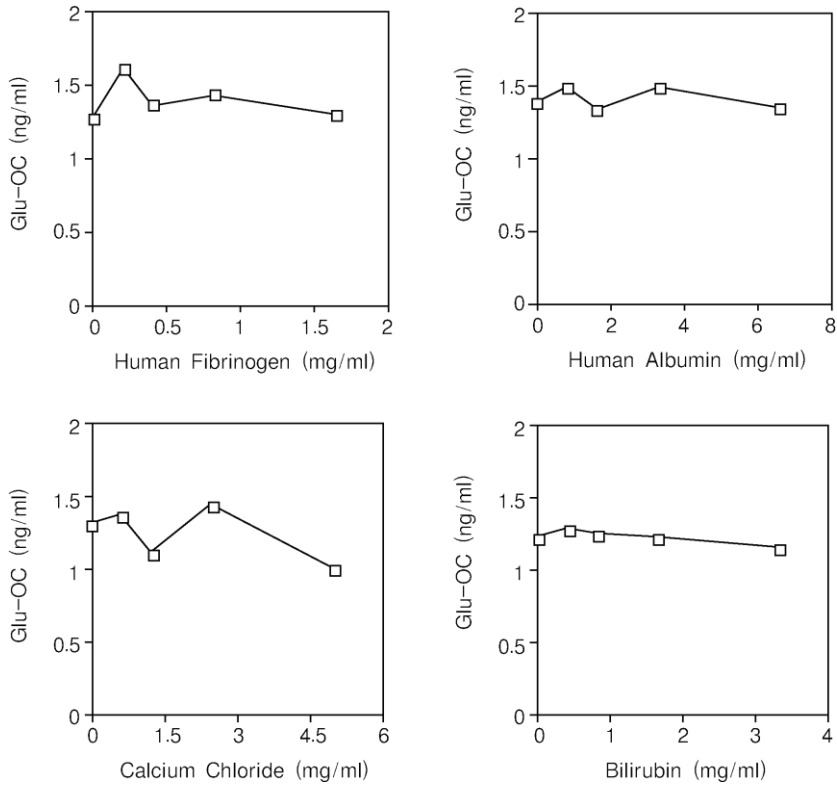 2
1.5
1
0.5
0
Glu-OC (ng/ml)
0 0.5 1 1.5 2
Human Fibrinogen (mg/ml)
2
1.5
1
0.5
0
Glu-OC (ng/ml)
0 2 4 6 8
Human Albumin (mg/ml)
2
1.5
1
0.5
0
Glu-OC (ng/ml)
0 1.5 3 4.5 6
Calcium Chloride (mg/ml)
2
1.5
1
0.5
0
Glu-OC (ng/ml)
0 1 2 3 4
Bilirubin (mg/ml)